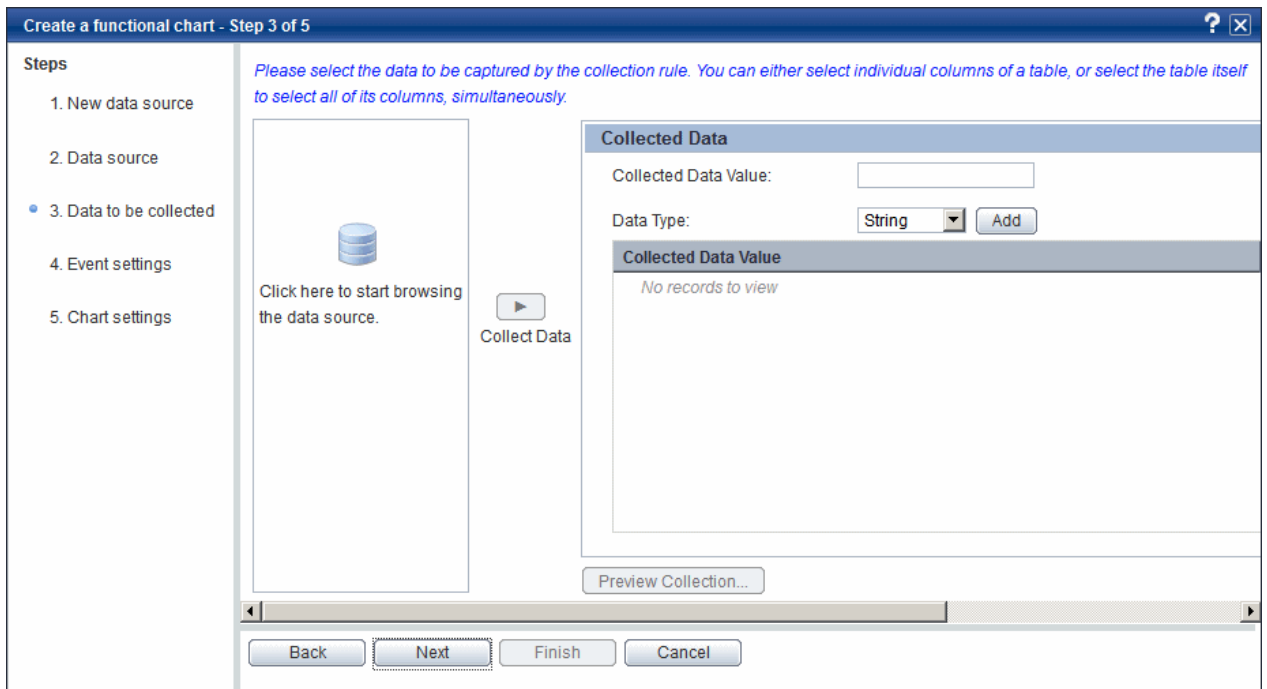 Create a functional chart - Step 3 of 5
?
Steps
1. New data source
2. Data source
3. Data to be collected
4. Event settings
5. Chart settings
Please select the data to be captured by the collection rule. You can either select individual columns of a table, or select the table itself
to select all of its columns, simultaneously.
Click here to start browsing
the data source.
Collect Data
Collected Data
Collected Data Value:
Data Type:
String
Add
Collected Data Value
No records to view
Preview Collection...
Back
Next
Finish
Cancel